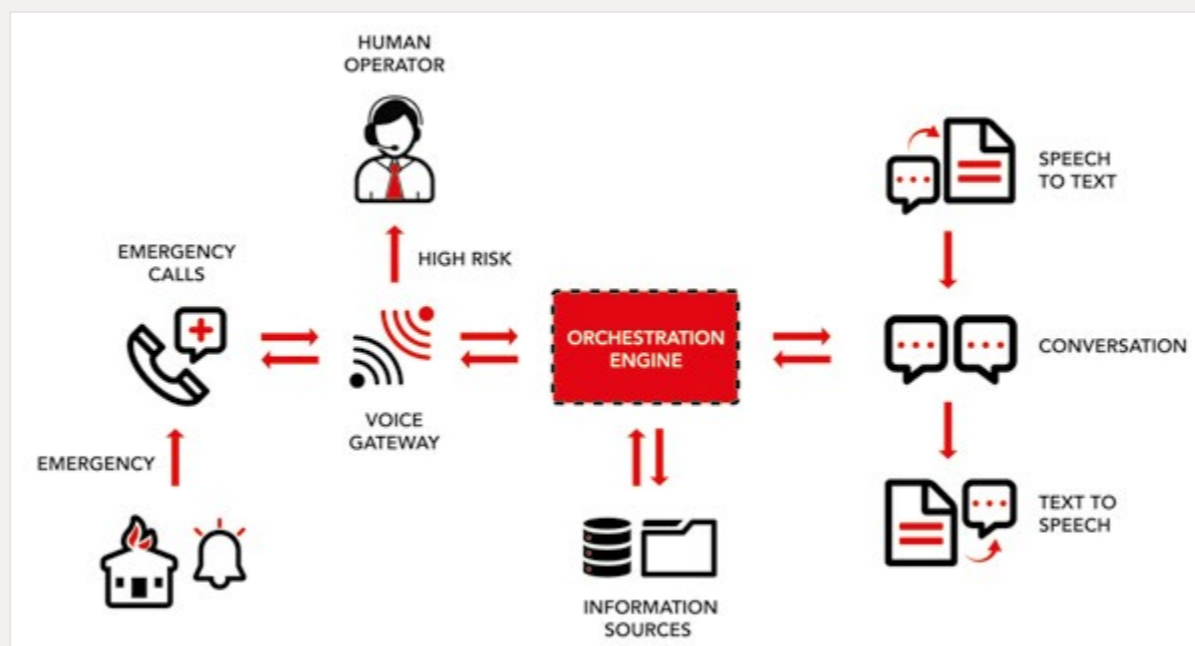 HUMAN
OPERATOR
EMERGENCY
CALLS
HIGH RISK
SPEECH
TO TEXT
ORCHESTRATION
ENGINE
CONVERSATION
VOICE
GATEWAY
EMERGENCY
TEXT TO
SPEECH
INFORMATION
SOURCES